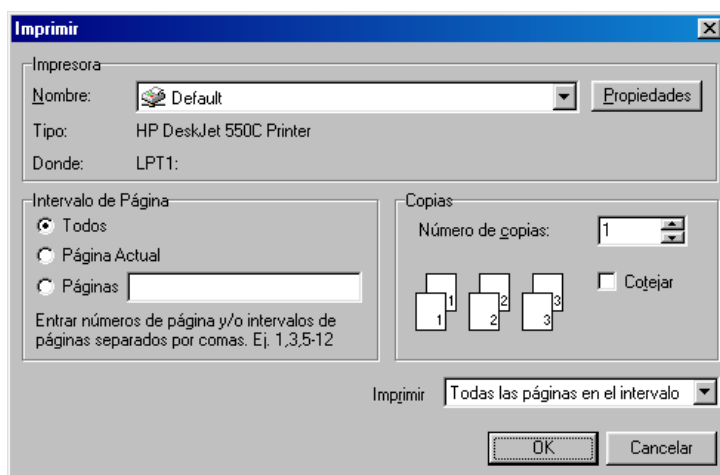 Imprimir
Impresora
Nombre:
Default
Propiedades
Tipo:
HP DeskJet 550C Printer
Donde:
LPT1:
Intervalo de Página
Todos
Página Actual
Páginas
Entrar números de página y/o intervalos de
páginas separados por comas. Ej. 1,3,5-12
Copias
Número de copias:
1
1
1
2
2
3
3
Cotejar
Imprimir
Todas las páginas en el intervalo
OK
Cancelar